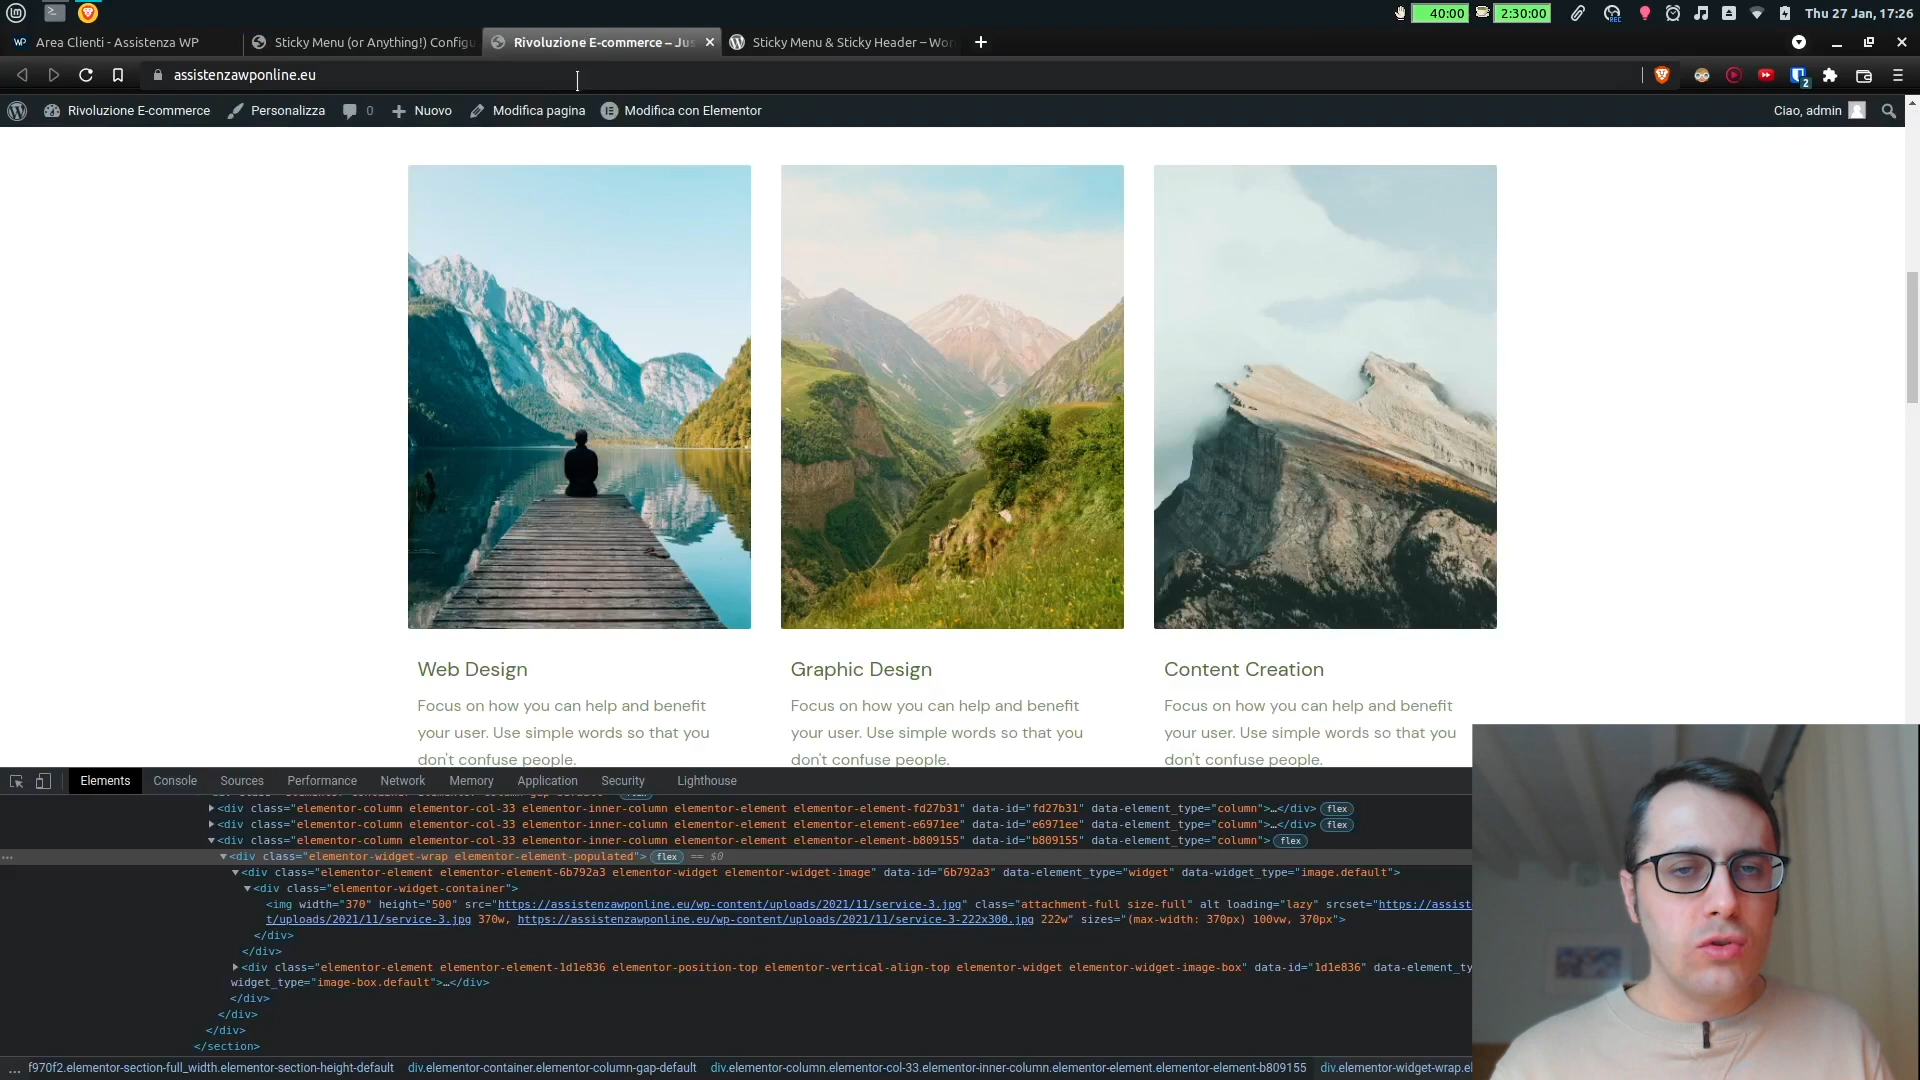 40:00
2:30:00
Thu 27 Jan, 17:26
Area Clienti - Assistenza WP
Sticky Menu (or Anything!) Configu
Rivoluzione E-commerce – Jus
Sticky Menu & Sticky Header – Wor
assistenzawponline.eu
2
Rivoluzione E-commerce
Personalizza
0
Nuovo
Modifica pagina
Modifica con Elementor
Ciao, admin
Web Design
Graphic Design
Content Creation
Focus on how you can help and benefit
your user. Use simple words so that you
don't confuse people.
Focus on how you can help and benefit
your user. Use simple words so that you
don't confuse people.
Focus on how you can help and benefit
your user. Use simple words so that you
don't confuse people.
Elements Console Sources Performance Network Memory Application Security Lighthouse
<div class="elementor-column elementor-col-33 elementor-inner-column elementor-element elementor-element-fd27b31" data-id="fd27b31" data-element_type="column">…</div> flex
<div class="elementor-column elementor-col-33 elementor-inner-column elementor-element elementor-element-e6971ee" data-id="e6971ee" data-element_type="column">…</div> flex
<div class="elementor-column elementor-col-33 elementor-inner-column elementor-element elementor-element-b809155" data-id="b809155" data-element_type="column"> flex
<div class="elementor-widget-wrap elementor-element-populated"> flex == $0
<div class="elementor-element elementor-element-6b792a3 elementor-widget elementor-widget-image" data-id="6b792a3" data-element_type="widget" data-widget_type="image.default">
<div class="elementor-widget-container">
<img width="370" height="500" src="https://assistenzawponline.eu/wp-content/uploads/2021/11/service-3.jpg" class="attachment-full size-full" alt loading="lazy" srcset="https://assist
t/uploads/2021/11/service-3.jpg 370w, https://assistenzawponline.eu/wp-content/uploads/2021/11/service-3-222x300.jpg 222w" sizes="(max-width: 370px) 100vw, 370px">
</div>
</div>
<div class="elementor-element elementor-element-1d1e836 elementor-position-top elementor-vertical-align-top elementor-widget elementor-widget-image-box" data-id="1d1e836" data-element_ty
widget_type="image-box.default">…</div>
</div>
</div>
</div>
</section>
... f970f2.elementor-section-full_width.elementor-section-height-default div.elementor-container.elementor-column-gap-default div.elementor-column.elementor-col-33.elementor-inner-column.elementor-element.elementor-element-b809155 div.elementor-widget-wrap.el